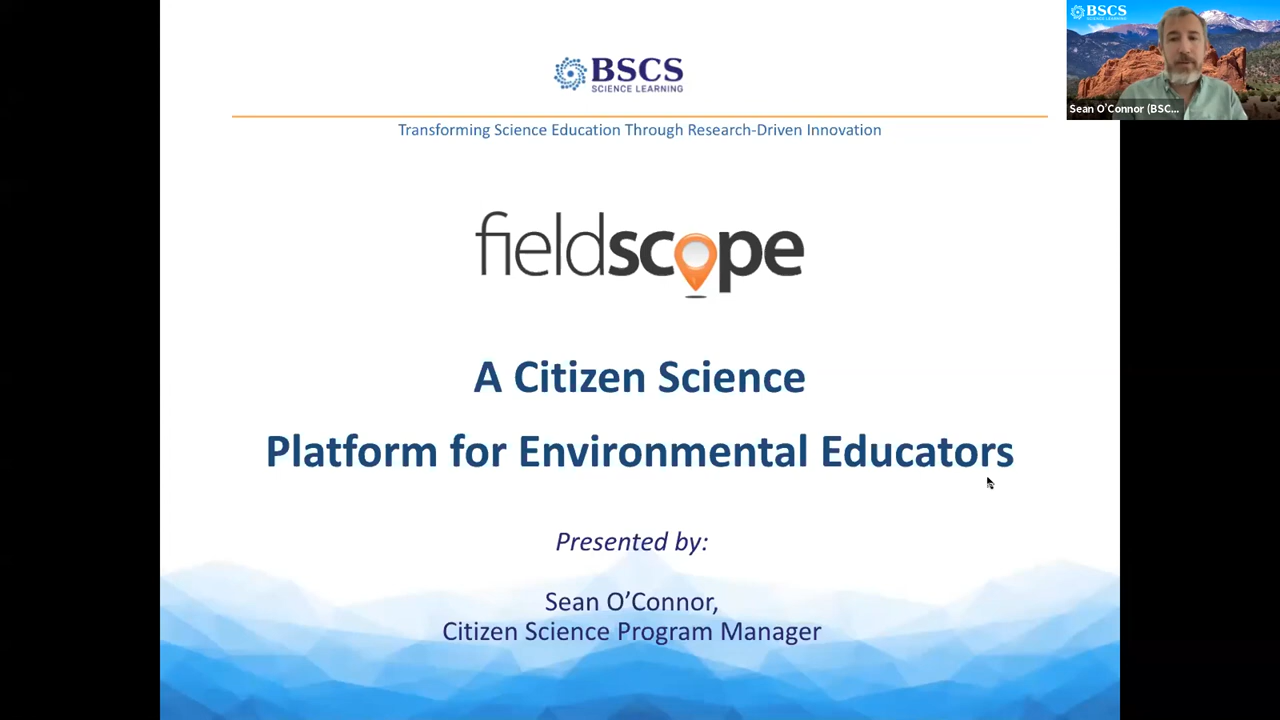 BSCS
SCIENCE LEARNING
Transforming Science Education Through Research-Driven Innovation
fieldscope
A Citizen Science
Platform for Environmental Educators
Presented by:
Sean O'Connor,
Citizen Science Program Manager
BSCS
SCIENCE LEARNING
Sean O'Connor (BSC...